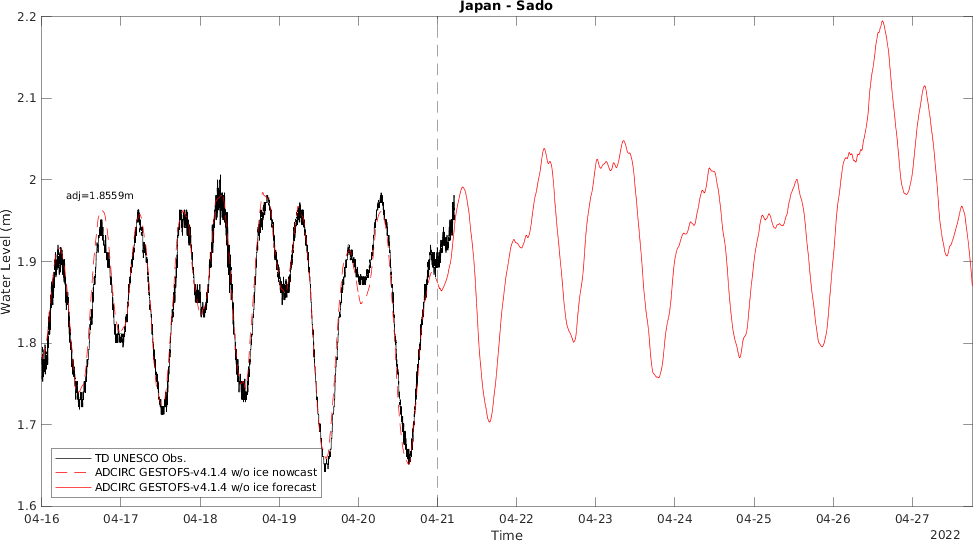 Japan - Sado
2.2
2.1
2
1.9
1.8
1.7
1.6
Water Level (m)
adj=1.8559m
TD UNESCO Obs.
ADCIRC GESTOFS-v4.1.4 w/o ice nowcast
ADCIRC GESTOFS-v4.1.4 w/o ice forecast
04-16 04-17 04-18 04-19 04-20 04-21 04-22 04-23 04-24 04-25 04-26 04-27
Time
2022